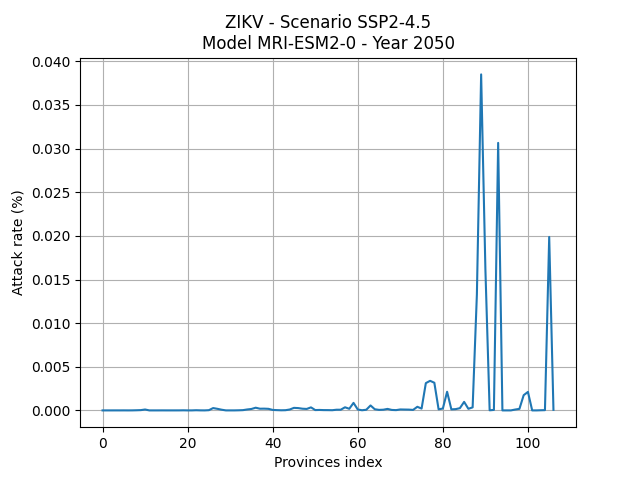 ZIKV - Scenario SSP2-4.5
Model MRI-ESM2-0 - Year 2050
0.040
0.035
0.030
0.025
0.020
0.015
0.010
0.005
0.000
Attack rate (%)
0 20 40 60 80 100
Provinces index